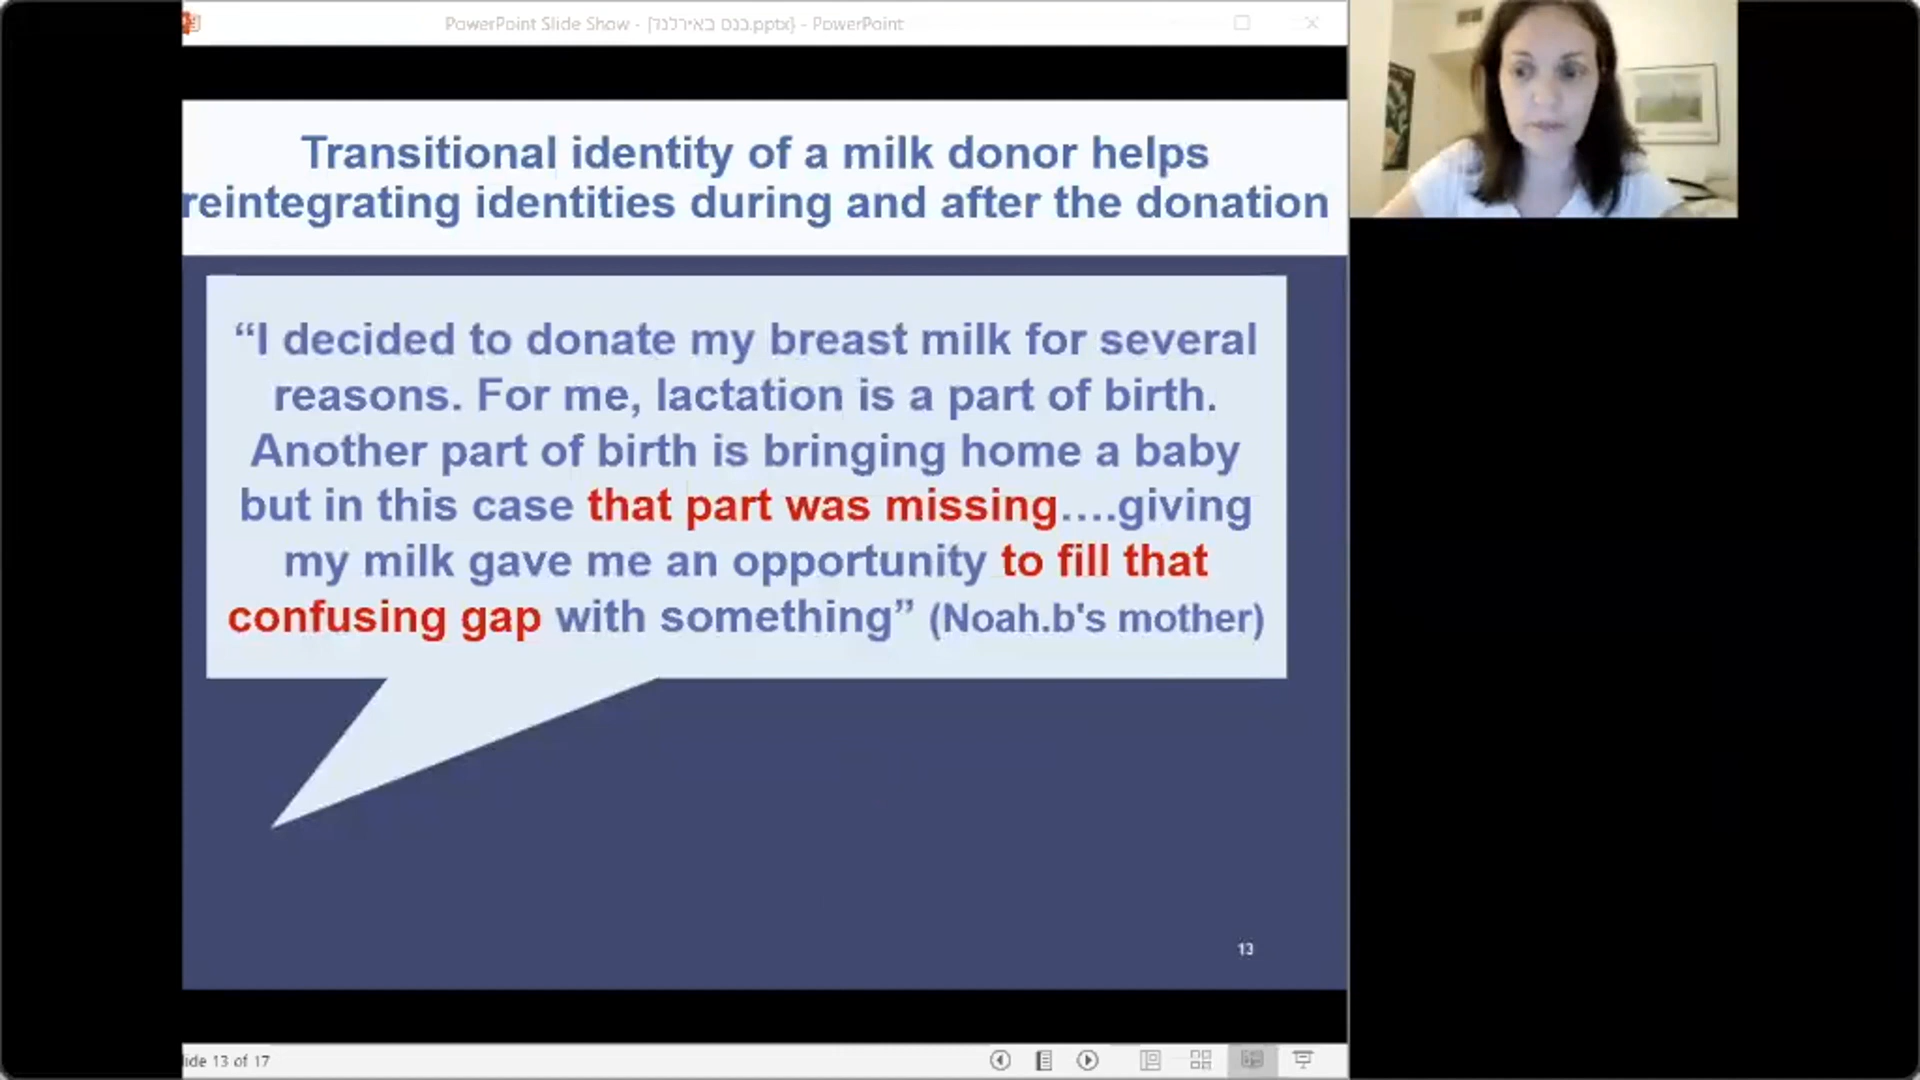 PowerPoint Slide Show - [כנס באירלנד.pptx] - PowerPoint
Transitional identity of a milk donor helps
reintegrating identities during and after the donation
“I decided to donate my breast milk for several
reasons. For me, lactation is a part of birth.
Another part of birth is bringing home a baby
but in this case that part was missing....giving
my milk gave me an opportunity to fill that
confusing gap with something” (Noah.b's mother)
13
lide 13 of 17